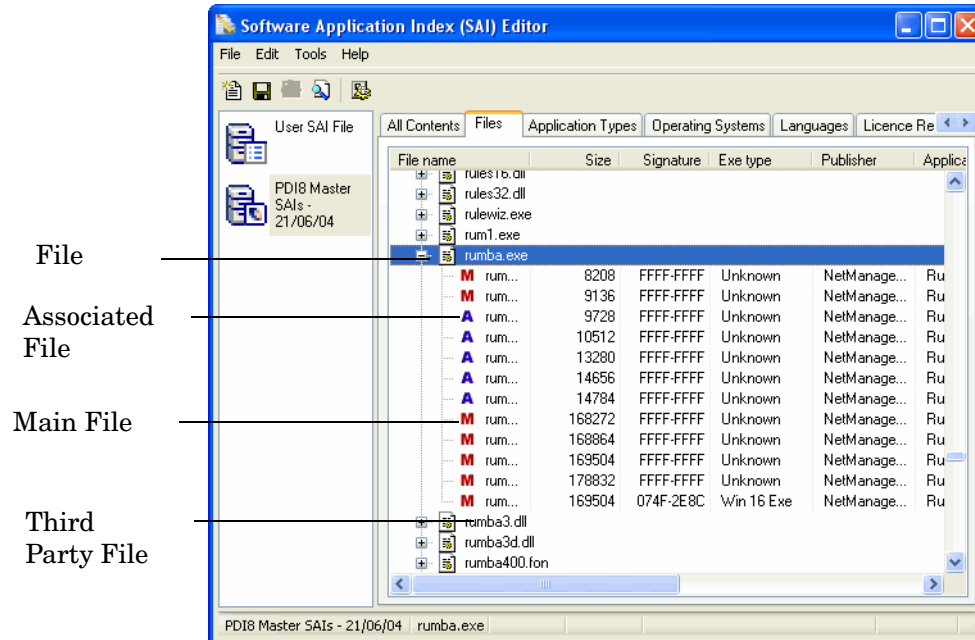 Software Application Index (SAI) Editor
File Edit Tools Help
User SAI File
PDI8 Master
SAIs -
21/06/04
All Contents Files Application Types Operating Systems Languages Licence Re
File name Size Signature Exe type Publisher Applica
rules16.dll
rules32.dll
rulewiz.exe
rum1.exe
rumba.exe
M rum... 8208 FFFF-FFFF Unknown NetManage... Ru
M rum... 9136 FFFF-FFFF Unknown NetManage... Ru
A rum... 9728 FFFF-FFFF Unknown NetManage... Ru
A rum... 10512 FFFF-FFFF Unknown NetManage... Ru
A rum... 13280 FFFF-FFFF Unknown NetManage... Ru
A rum... 14656 FFFF-FFFF Unknown NetManage... Ru
A rum... 14784 FFFF-FFFF Unknown NetManage... Ru
M rum... 168272 FFFF-FFFF Unknown NetManage... Ru
M rum... 168864 FFFF-FFFF Unknown NetManage... Ru
M rum... 169504 FFFF-FFFF Unknown NetManage... Ru
M rum... 178832 FFFF-FFFF Unknown NetManage... Ru
M rum... 169504 074F-2E8C Win 16 Exe NetManage... Ru
rumba3.dll
rumba3d.dll
rumba400.fon
PDI8 Master SAIs - 21/06/04 rumba.exe
File
Associated
File
Main File
Third
Party File